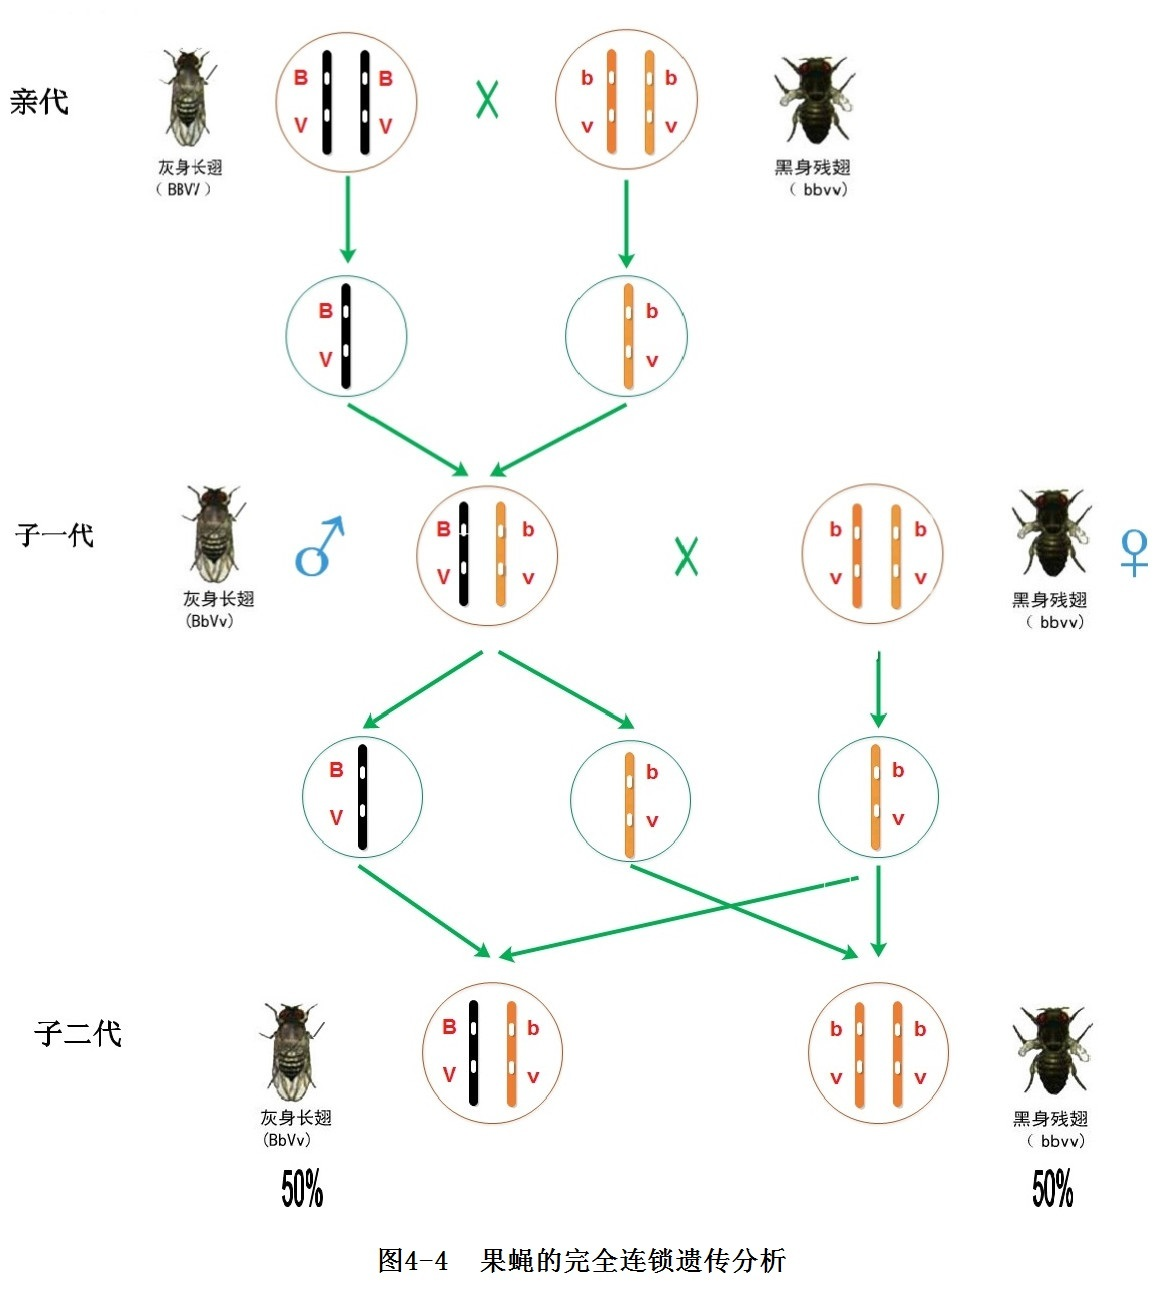 亲代
B B
V V
X
b b
v v
灰身长翅
( BBVV )
黑身残翅
( bbvv)
B
V
b
v
子一代
灰身长翅
(BbVv)
♂
B b
V v
X
b b
v v
黑身残翅
( bbvv)
♀
B
V
b
v
b
v
子二代
灰身长翅
(BbVv)
50%
B b
V v
b b
v v
黑身残翅
( bbvv)
50%
图4-4 果蝇的完全连锁遗传分析